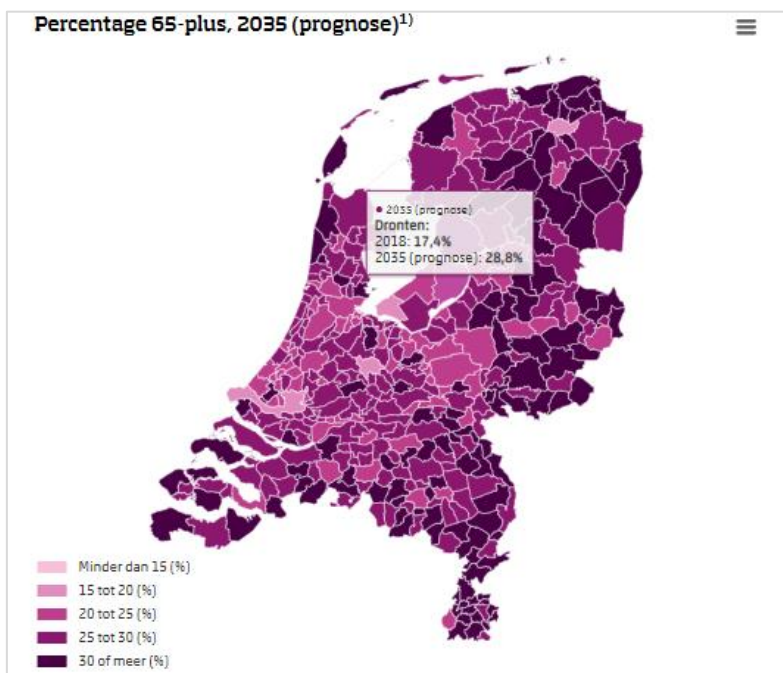 Percentage 65-plus, 2035 (prognose)1)
● 2035 (prognose)
Dronten:
2018: 17,4%
2035 (prognose): 28,8%
Minder dan 15 (%)
15 tot 20 (%)
20 tot 25 (%)
25 tot 30 (%)
30 of meer (%)